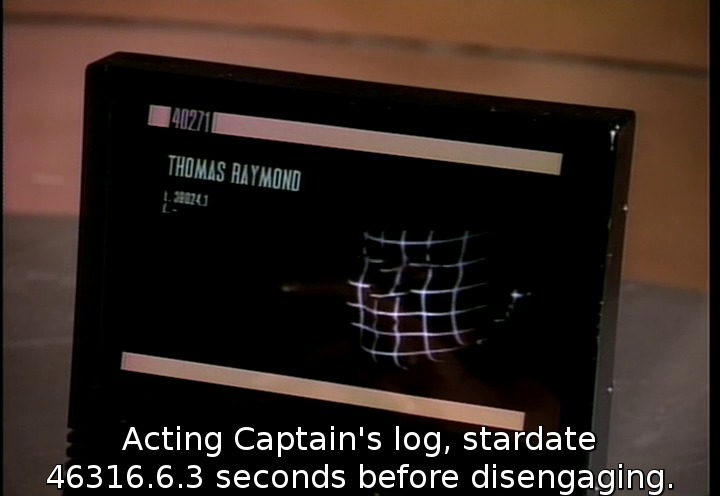 40271
THOMAS RAYMOND
Acting Captain's log, stardate
46316.6.3 seconds before disengaging.